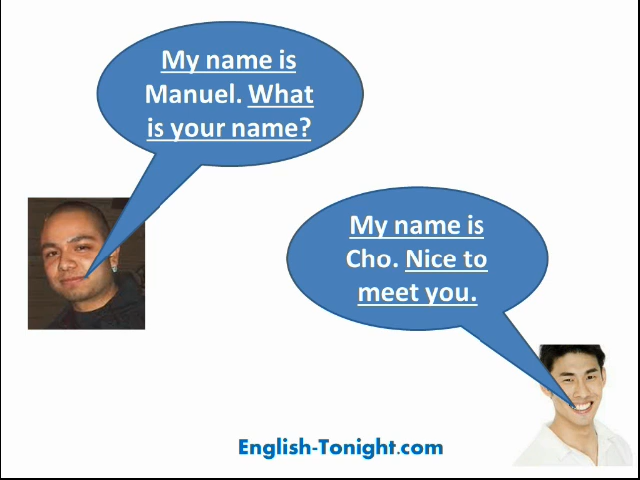 My name is
Manuel. What
is your name?
My name is
Cho. Nice to
meet you.
English-Tonight.com